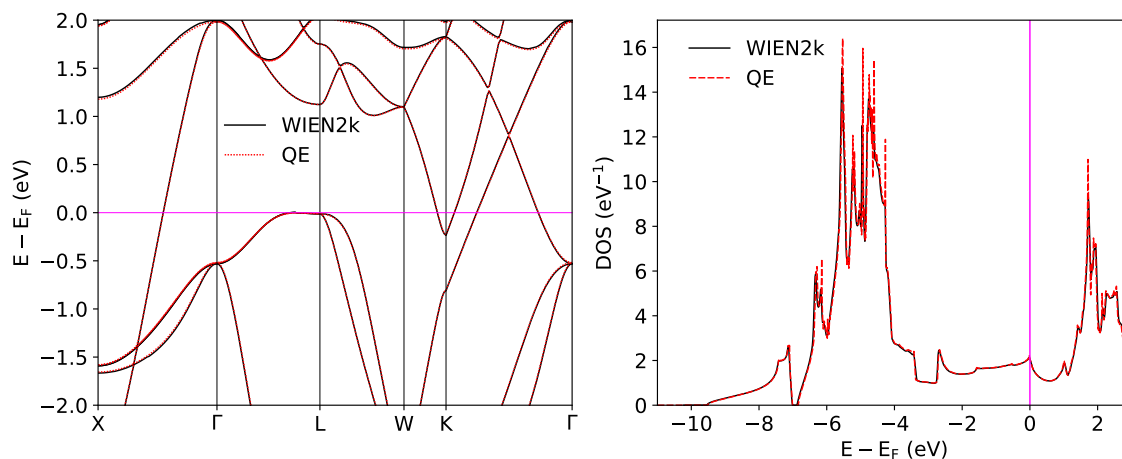 2.0
1.5
1.0
0.5
0.0
−0.5
−1.0
−1.5
−2.0
E − E_F (eV)
WIEN2k
QE
X Γ L W K Γ
16
14
12
10
8
6
4
2
0
DOS (eV⁻¹)
WIEN2k
QE
−10 −8 −6 −4 −2 0 2
E − E_F (eV)